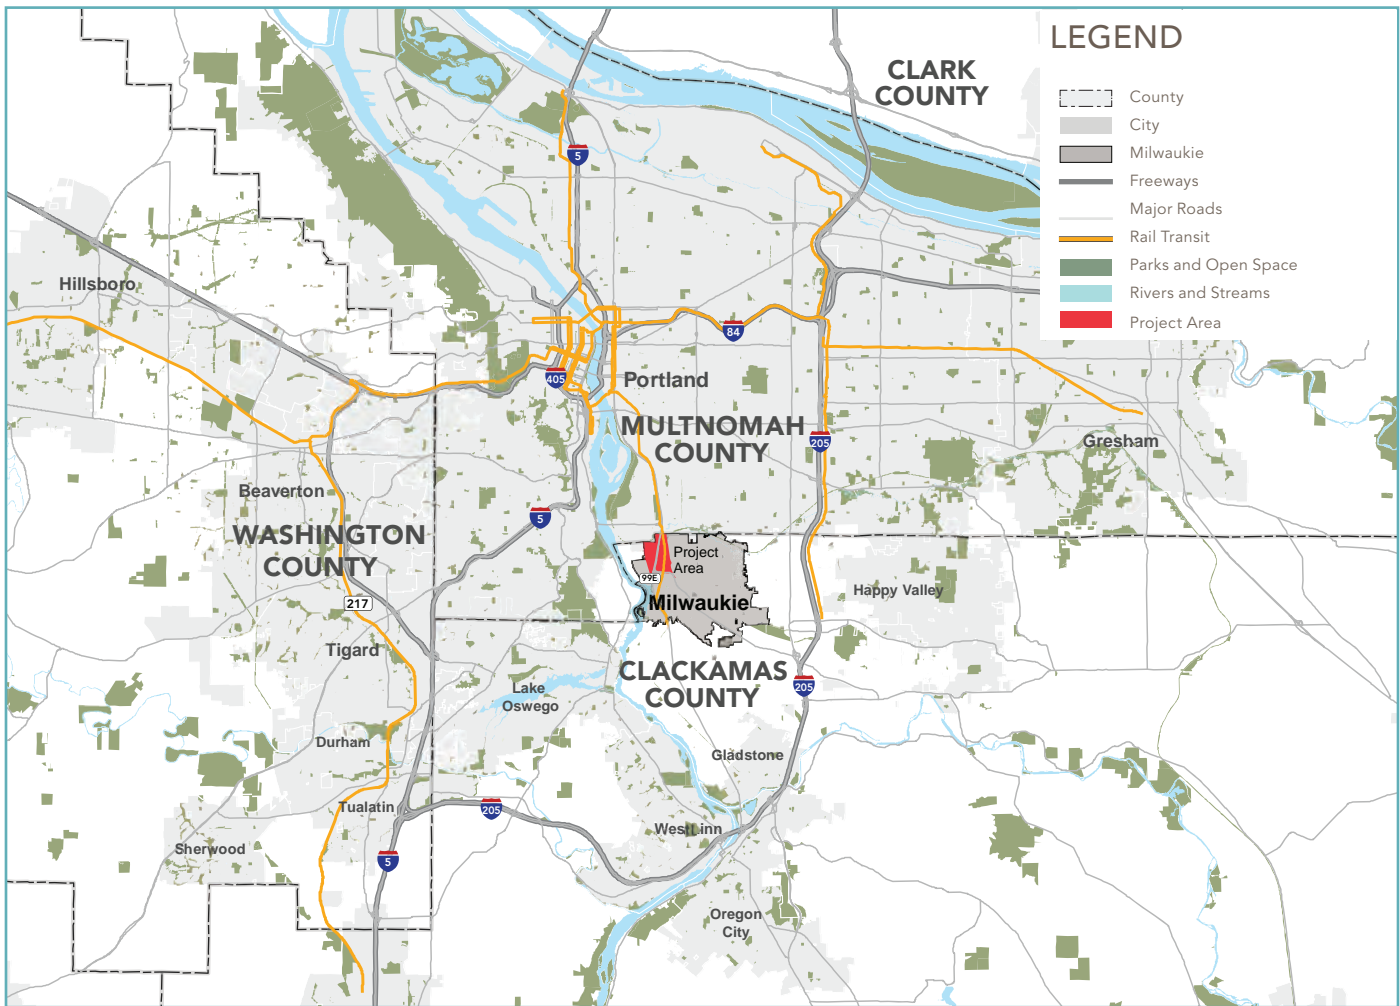 LEGEND
County
City
Milwaukie
Freeways
Major Roads
Rail Transit
Parks and Open Space
Rivers and Streams
Project Area
CLARK
COUNTY
5
Hillsboro
84
405
Portland
MULTNOMAH
COUNTY
205
Gresham
Beaverton
5
WASHINGTON
COUNTY
Project
Area
99E
Happy Valley
217
Milwaukie
Tigard
CLACKAMAS
COUNTY
205
Lake
Oswego
Durham
Gladstone
Tualatin
205
West Linn
Sherwood
5
Oregon
City